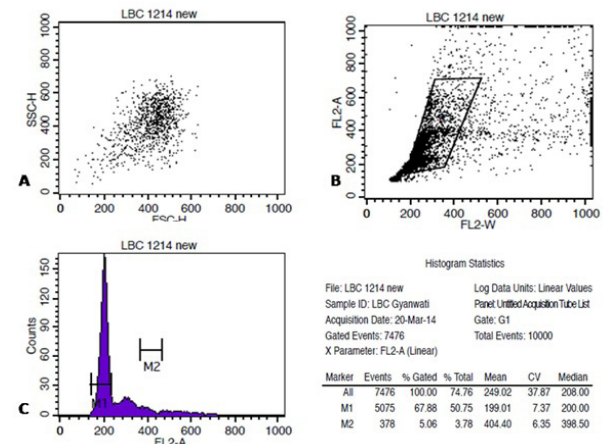 LBC 1214 new
1000
800
600
400
200
0
SSC-H
0 200 400 600 800 1000
FSC-H
A
LBC 1214 new
1000
800
600
400
200
0
FL2-A
0 200 400 600 800 1000
FL2-W
B
LBC 1214 new
150
120
90
60
30
0
Counts
M1
M2
0 200 400 600 800 1000
FL2-A
C
Histogram Statistics
File: LBC 1214 new Log Data Units: Linear Values
Sample ID: LBC Gyanwati Panel: Untitled Acquisition Tube List
Acquisition Date: 20-Mar-14 Gate: G1
Gated Events: 7476 Total Events: 10000
X Parameter: FL2-A (Linear)
Marker Events % Gated % Total Mean CV Median
All 7476 100.00 74.76 249.02 37.87 208.00
M1 5075 67.88 50.75 199.01 7.37 200.00
M2 378 5.06 3.78 404.40 6.35 398.50